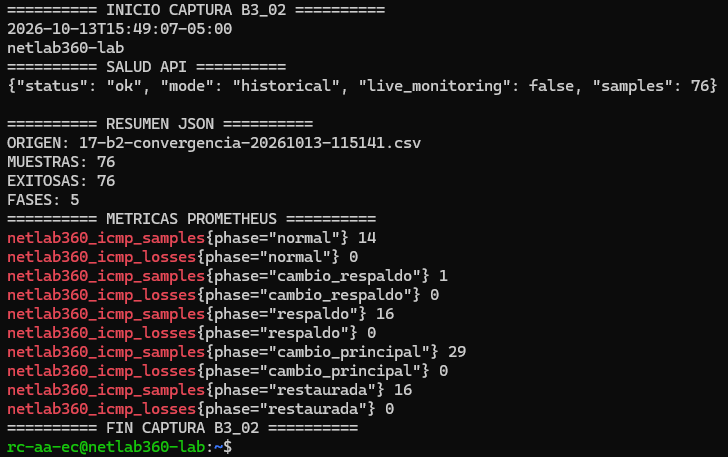 ========== INICIO CAPTURA B3_02 ==========
2026-10-13T15:49:07-05:00
netlab360-lab
========== SALUD API ==========
{"status": "ok", "mode": "historical", "live_monitoring": false, "samples": 76}
========== RESUMEN JSON ==========
ORIGEN: 17-b2-convergencia-20261013-115141.csv
MUESTRAS: 76
EXITOSAS: 76
FASES: 5
========== METRICAS PROMETHEUS ==========
netlab360_icmp_samples{phase="normal"} 14
netlab360_icmp_losses{phase="normal"} 0
netlab360_icmp_samples{phase="cambio_respaldo"} 1
netlab360_icmp_losses{phase="cambio_respaldo"} 0
netlab360_icmp_samples{phase="respaldo"} 16
netlab360_icmp_losses{phase="respaldo"} 0
netlab360_icmp_samples{phase="cambio_principal"} 29
netlab360_icmp_losses{phase="cambio_principal"} 0
netlab360_icmp_samples{phase="restaurada"} 16
netlab360_icmp_losses{phase="restaurada"} 0
========== FIN CAPTURA B3_02 ==========
rc-aa-ec@netlab360-lab:~$